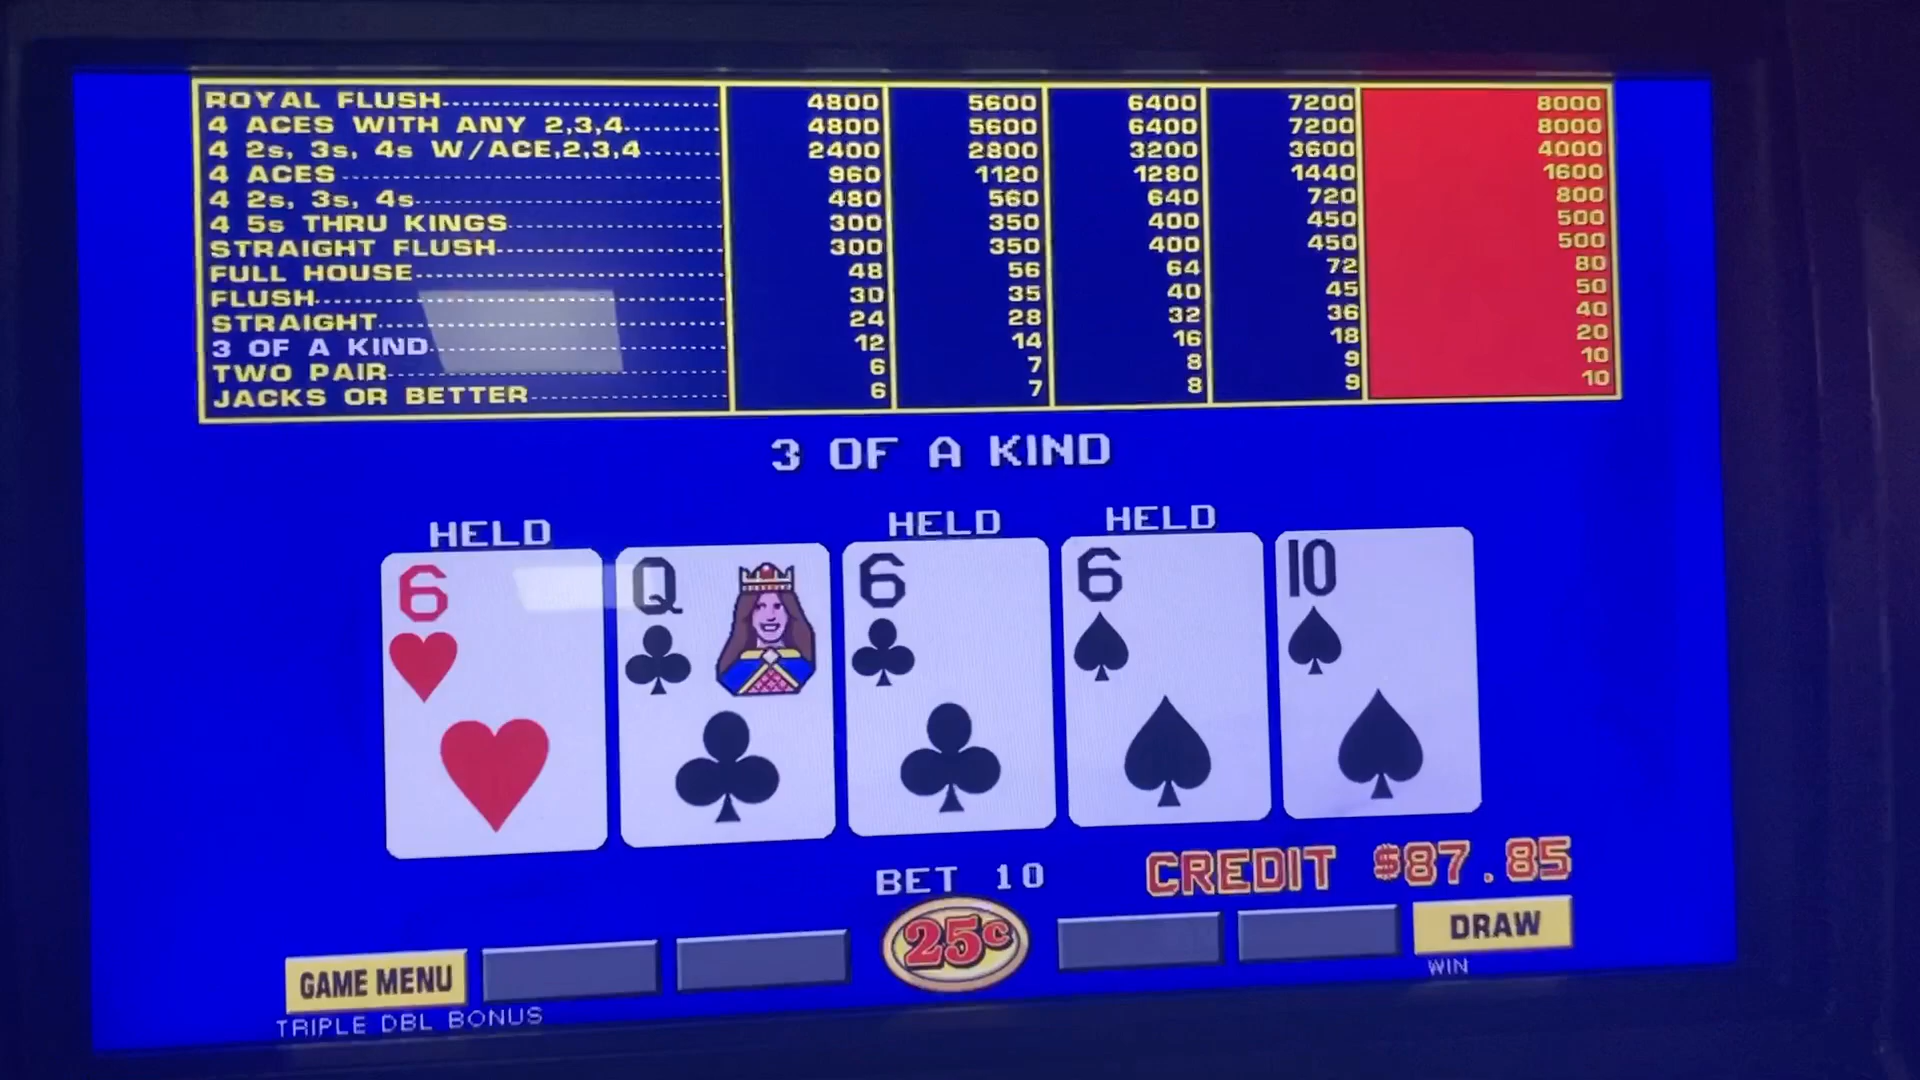 ROYAL FLUSH 4800 5600 6400 7200 8000
4 ACES WITH ANY 2,3,4 4800 5600 6400 7200 8000
4 2s, 3s, 4s W/ACE,2,3,4 2400 2800 3200 3600 4000
4 ACES 960 1120 1280 1440 1600
4 2s, 3s, 4s 480 560 640 720 800
4 5s THRU KINGS 300 350 400 450 500
STRAIGHT FLUSH 300 350 400 450 500
FULL HOUSE 48 56 64 72 80
FLUSH 30 35 40 45 50
STRAIGHT 24 28 32 36 40
3 OF A KIND 12 14 16 18 20
TWO PAIR 6 7 8 9 10
JACKS OR BETTER 6 7 8 9 10
3 OF A KIND
HELD HELD HELD
6 Q 6 6 10
BET 10 CREDIT $87.85
25¢
GAME MENU DRAW
TRIPLE DBL BONUS WIN